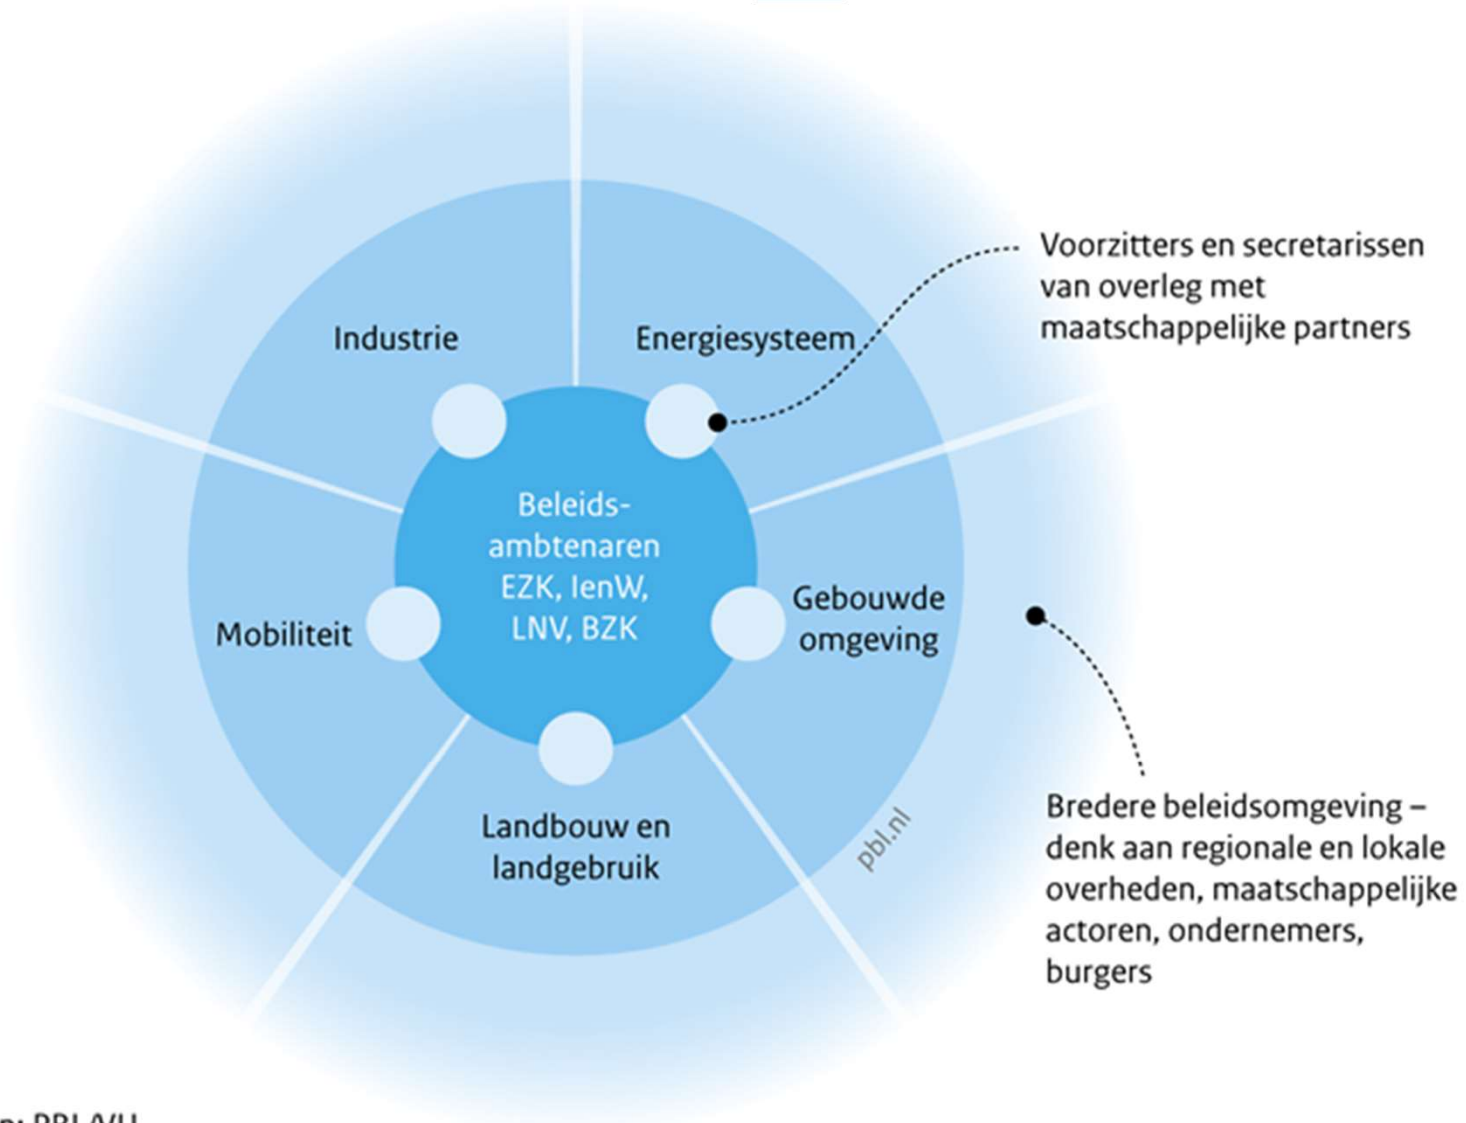 Voorzitters en secretarissen
van overleg met
maatschappelijke partners
Industrie
Energiesysteem
Beleids-
ambtenaren
EZK, IenW,
LNV, BZK
Gebouwde
omgeving
Mobiliteit
Landbouw en
landgebruik
pbl.nl
Bredere beleidsomgeving –
denk aan regionale en lokale
overheden, maatschappelijke
actoren, ondernemers,
burgers